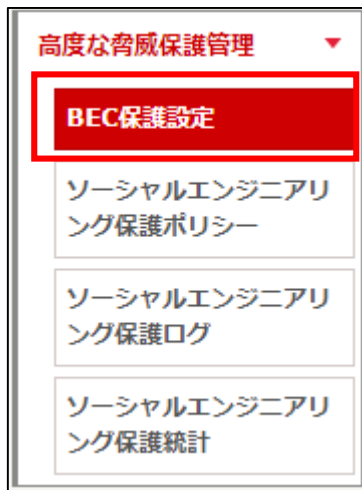 高度な脅威保護管理
BEC保護設定
ソーシャルエンジニアリ
ング保護ポリシー
ソーシャルエンジニアリ
ング保護ログ
ソーシャルエンジニアリ
ング保護統計